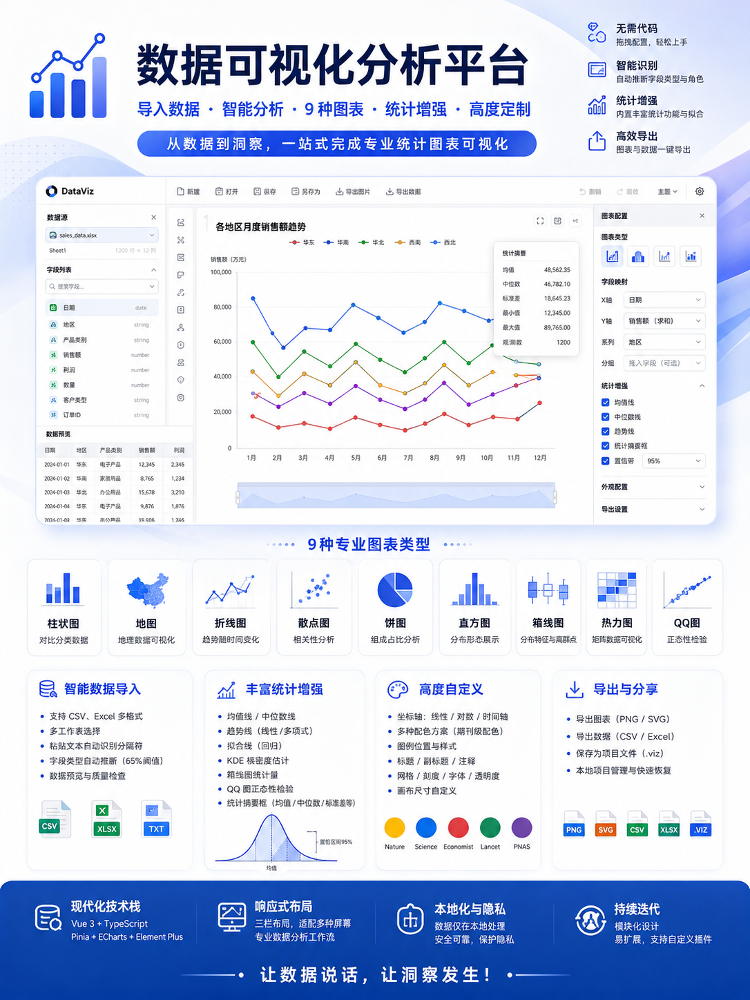 数据可视化分析平台
导入数据 · 智能分析 · 9种图表 · 统计增强 · 高度定制
从数据到洞察，一站式完成专业统计图表可视化
无需代码
拖拽配置，轻松上手
智能识别
自动推断字段类型与角色
统计增强
内置丰富统计功能与拟合
高效导出
图表与数据一键导出
DataViz
新建 打开 保存 另存为 导出图片 导出数据
撤销 主题
数据源
sales_data.xlsx
Sheet1 1200 行 × 12 列
字段列表
字段...
日期 date
地区 string
产品类别 string
销售额 number
利润 number
数量 number
客户类型 string
订单ID string
数据预览
日期 地区 产品类别 销售额 利润
2024-01-01 华东 电子产品 12,345 2,345
2024-01-02 华南 家居用品 8,765 1,234
2024-01-03 华北 办公用品 15,678 3,210
2024-01-04 华东 电子产品 9,876 1,876
2024-01-08 华东 办公用品
各地区月度销售额趋势
华东 华南 华北 西南 西北
销售额（万元）
100,000
80,000
60,000
40,000
20,000
0
1月 2月 3月 4月 5月 6月 7月 8月 9月 10月 11月 12月
统计摘要
均值 48,562.35
中位数 46,782.10
标准差 18,645.23
最小值 12,345.00
最大值 89,765.00
观测数 1200
图表配置
图表类型
字段映射
X轴 日期
Y轴 销售额（求和）
系列 地区
分组 拖入字段（可选）
统计增强
均值线
中位数线
趋势线
统计摘要框
置信带 95%
外观配置
导出设置
9种专业图表类型
柱状图
对比分类数据
地图
地理数据可视化
折线图
趋势随时间变化
散点图
相关性分析
饼图
组成占比分析
直方图
分布形态展示
箱线图
分布特征与离群点
热力图
矩阵数据可视化
QQ图
正态性检验
智能数据导入
• 支持 CSV、Excel 多格式
• 多工作表选择
• 粘贴文本自动识别分隔符
• 字段类型自动推断（65%阈值）
• 数据预览与质量检查
CSV XLSX TXT
丰富统计增强
• 均值线 / 中位数线
• 趋势线（线性 / 多项式）
• 拟合线（回归）
• KDE 核密度估计
• 箱线图统计量
• QQ 图正态性检验
• 统计摘要框（均值 / 中位数 / 标准差等）
置信区间95%
均值
高度自定义
• 坐标轴：线性 / 对数 / 时间轴
• 多种配色方案（期刊级配色）
• 图例位置与样式
• 标题 / 副标题 / 注释
• 网格 / 刻度 / 字体 / 透明度
• 画布尺寸自定义
Nature Science Economist Lancet PNAS
导出与分享
• 导出图表（PNG / SVG）
• 导出数据（CSV / Excel）
• 保存为项目文件（.viz）
• 本地项目管理与快速恢复
PNG SVG CSV XLSX .VIZ
现代化技术栈
Vue 3 + TypeScript
Pinia + ECharts + Element Plus
响应式布局
三栏布局，适配多种屏幕
专业数据分析工作流
本地化与隐私
数据仅在本地处理
安全可靠，保护隐私
持续迭代
模块化设计
易扩展，支持自定义插件
让数据说话，让洞察发生！